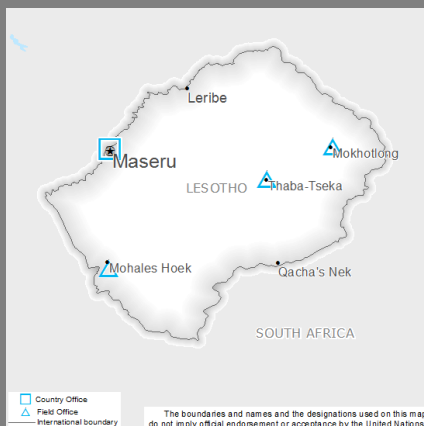 Leribe
Maseru
Mokhotlong
Thaba-Tseka
LESOTHO
Mohales Hoek
Qacha's Nek
SOUTH AFRICA
Country Office
Field Office
International boundary
The boundaries and names and the designations used on this map
do not imply official endorsement or acceptance by the United Nations